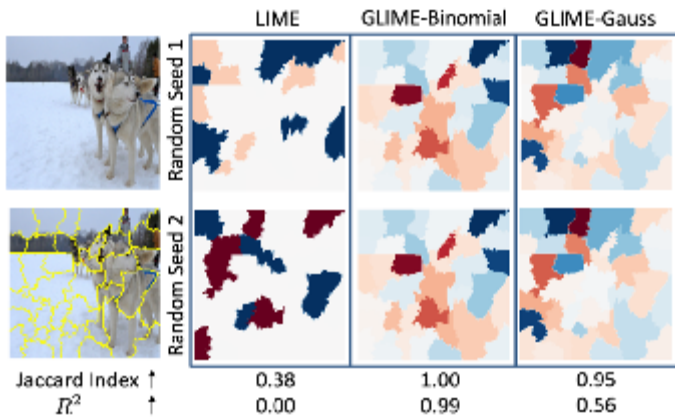 LIME GLIME-Binomial GLIME-Gauss
Random Seed 1
Random Seed 2
Jaccard Index ↑ 0.38 1.00 0.95
R² ↑ 0.00 0.99 0.56